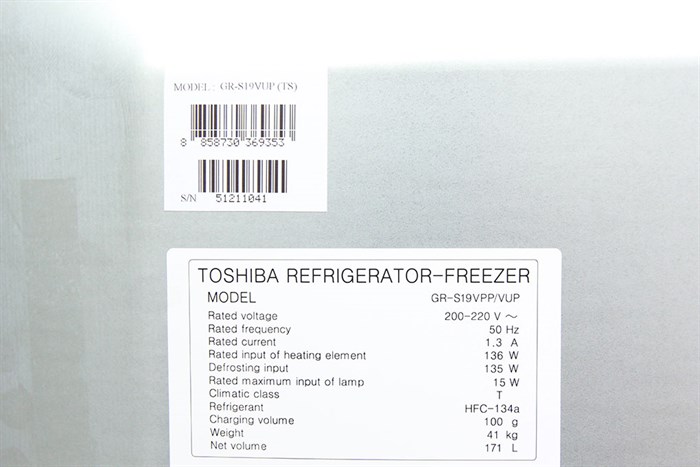 MODEL : GR-S19VUP (TS)
8 858730 369353
S/N 51211041
TOSHIBA REFRIGERATOR-FREEZER
MODEL GR-S19VPP/VUP
Rated voltage 200-220 V ~
Rated frequency 50 Hz
Rated current 1.3 A
Rated input of heating element 136 W
Defrosting input 135 W
Rated maximum input of lamp 15 W
Climatic class T
Refrigerant HFC-134a
Charging volume 100 g
Weight 41 kg
Net volume 171 L